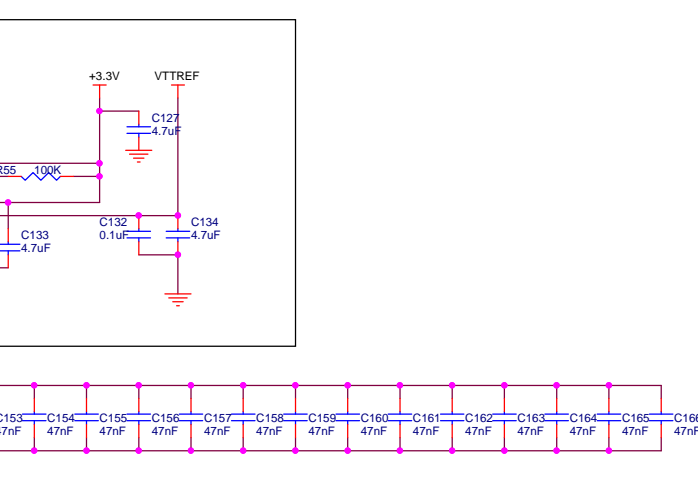 +3.3V VTTREF
C127
4.7uF
R55 100K
C132 C134
0.1uF 4.7uF
C133
4.7uF
C153 C154 C155 C156 C157 C158 C159 C160 C161 C162 C163 C164 C165 C166
47nF 47nF 47nF 47nF 47nF 47nF 47nF 47nF 47nF 47nF 47nF 47nF 47nF 47nF